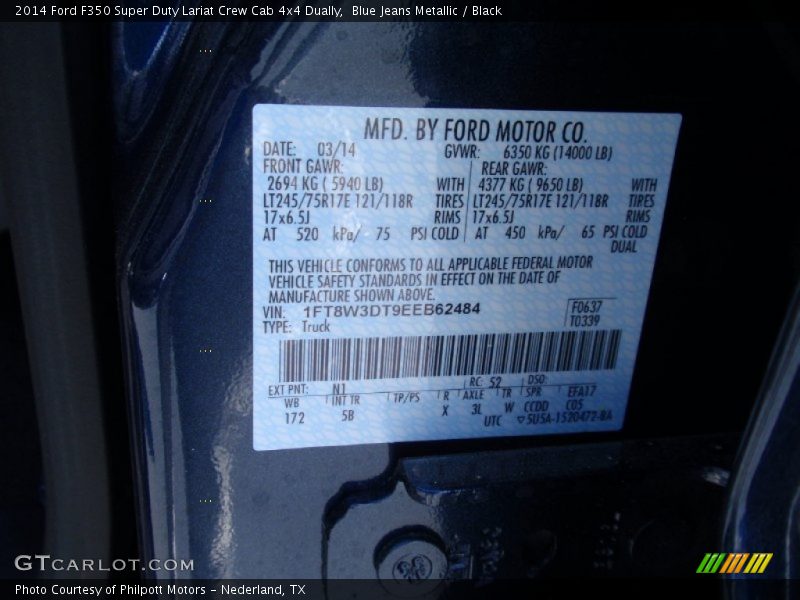 2014 Ford F350 Super Duty Lariat Crew Cab 4x4 Dually,  Blue Jeans Metallic / Black
MFD. BY FORD MOTOR CO.
DATE: 03/14 GVWR: 6350 KG (14000 LB)
FRONT GAWR: REAR GAWR:
2694 KG ( 5940 LB) WITH 4377 KG ( 9650 LB) WITH
LT245/75R17E 121/118R TIRES LT245/75R17E 121/118R TIRES
17x6.5J RIMS 17x6.5J RIMS
AT 520 kPa/ 75 PSI COLD AT 450 kPa/ 65 PSI COLD
DUAL
THIS VEHICLE CONFORMS TO ALL APPLICABLE FEDERAL MOTOR
VEHICLE SAFETY STANDARDS IN EFFECT ON THE DATE OF
MANUFACTURE SHOWN ABOVE.
VIN: 1FT8W3DT9EEB62484 F0637
TYPE: Truck T0339
EXT PNT: N1 RC: 52 DSO:
WB INT TR TP/PS R AXLE TR SPR EFA17
172 5B X 3L W CCDD C05
UTC 5U5A-1520472-BA
GTCARLOT.COM
Photo Courtesy of Philpott Motors – Nederland, TX